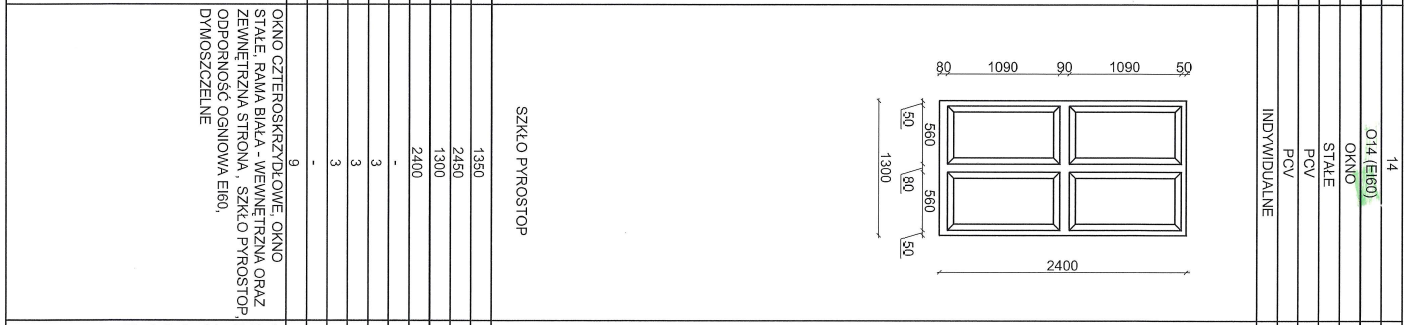 14
O14 (EI60)
OKNO
STAŁE
PCV
PCV
INDYWIDUALNE
80 1090 90 1090 50
50 560 80 560 50
1300
2400
SZKŁO PYROSTOP
1350
2450
1300
2400
-
3
3
3
-
9
OKNO CZTEROSKRZYDŁOWE, OKNO
STAŁE, RAMA BIAŁA - WEWNĘTRZNA ORAZ
ZEWNĘTRZNA STRONA , SZKŁO PYROSTOP,
ODPORNOŚĆ OGNIOWA EI60,
DYMOSZCZELNE